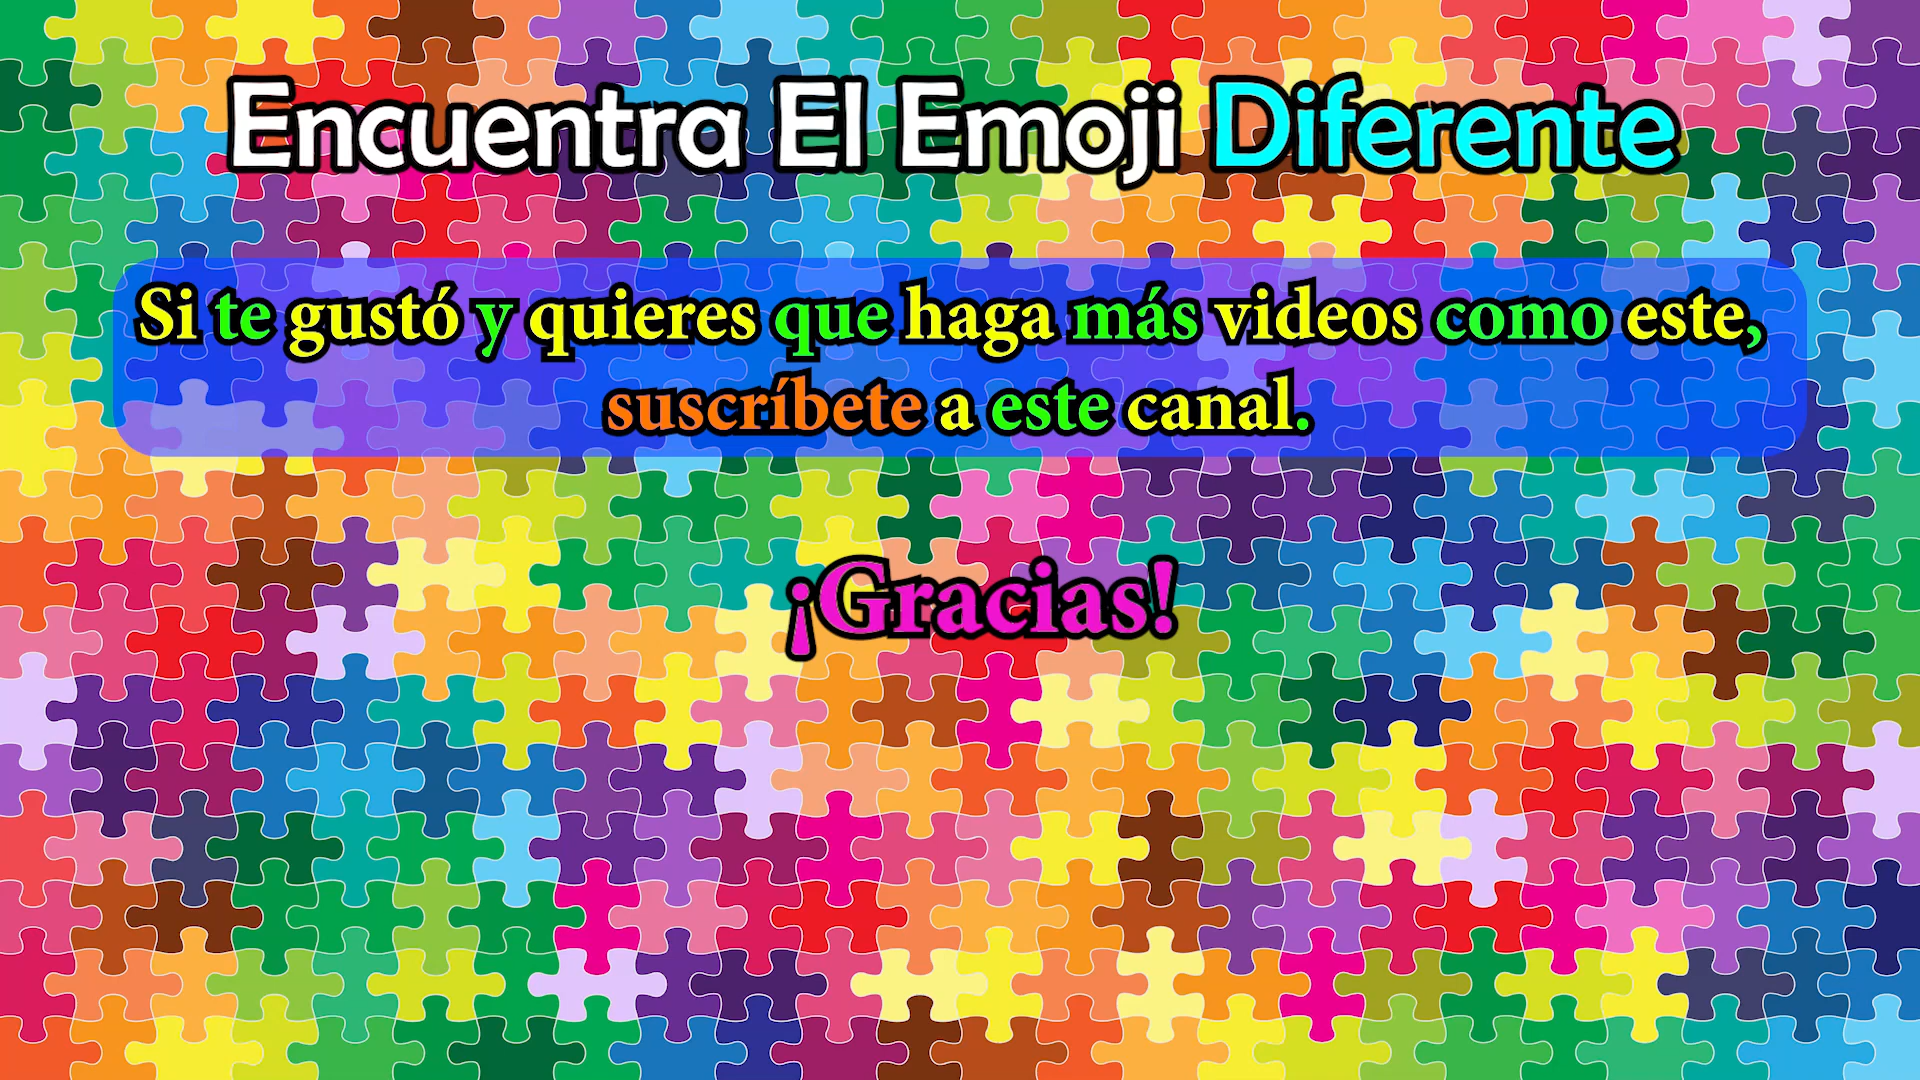 Encuentra El Emoji Diferente
Si te gustó y quieres que haga más videos como este,
suscríbete a este canal.
¡Gracias!